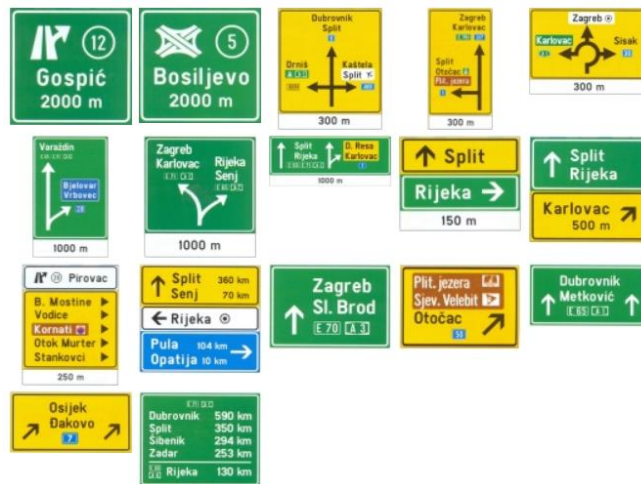 12
Gospić
2000 m
5
Bosiljevo
2000 m
Dubrovnik
Split
Drniš
Kaštela
Split
300 m
Zagreb
Karlovac
Split
Otočac
Plit. jezera
300 m
Zagreb
Karlovac
Sisak
300 m
Varaždin
Bjelovar
Vrbovec
1000 m
Zagreb
Karlovac
Rijeka
Senj
1000 m
Split
Rijeka
D. Resa
Karlovac
1000 m
Split
Rijeka
150 m
Split
Rijeka
Karlovac
500 m
Pirovac
B. Mostine
Vodice
Kornati
Otok Murter
Stankovci
250 m
Split 360 km
Senj 70 km
Rijeka
Pula 104 km
Opatija 10 km
Zagreb
Sl. Brod
E 70 A 3
Plit. jezera
Sjev. Velebit
Otočac
50
Dubrovnik
Metković
E 65 A 1
Osijek
Đakovo
7
Dubrovnik 590 km
Split 350 km
Šibenik 294 km
Zadar 253 km
Rijeka 130 km